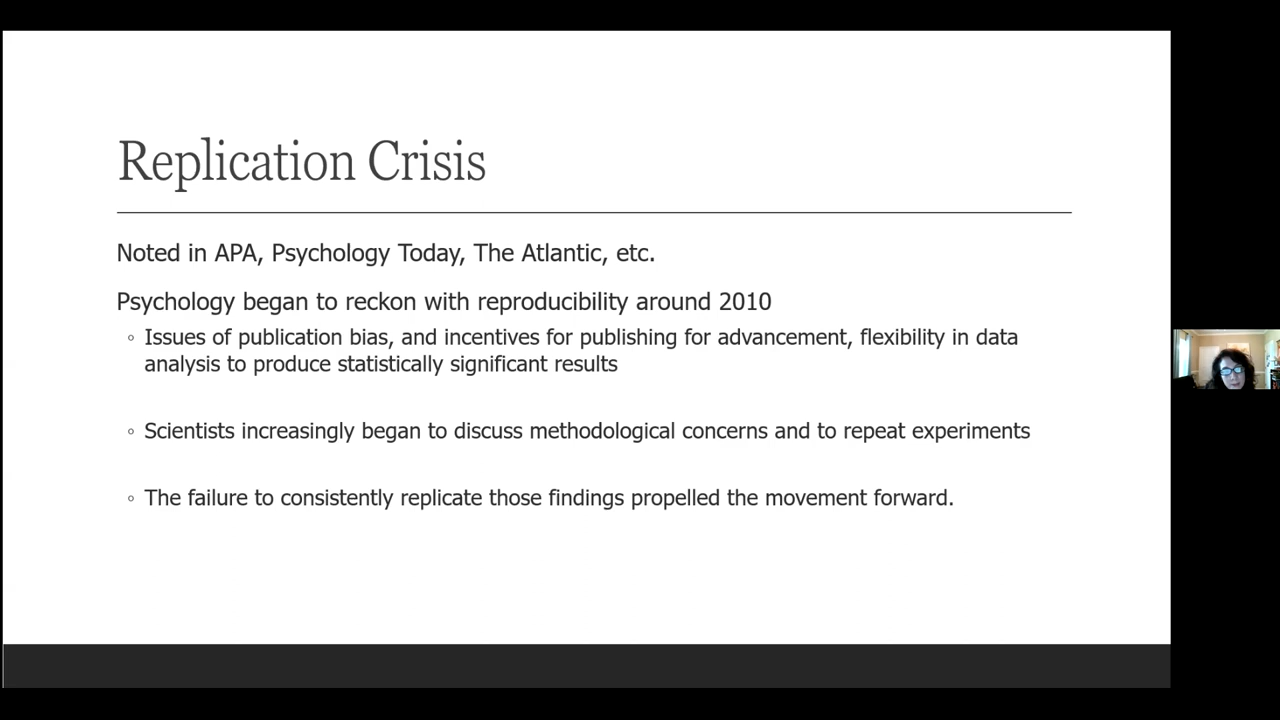 Replication Crisis
Noted in APA, Psychology Today, The Atlantic, etc.
Psychology began to reckon with reproducibility around 2010
◦ Issues of publication bias, and incentives for publishing for advancement, flexibility in data
analysis to produce statistically significant results
◦ Scientists increasingly began to discuss methodological concerns and to repeat experiments
◦ The failure to consistently replicate those findings propelled the movement forward.